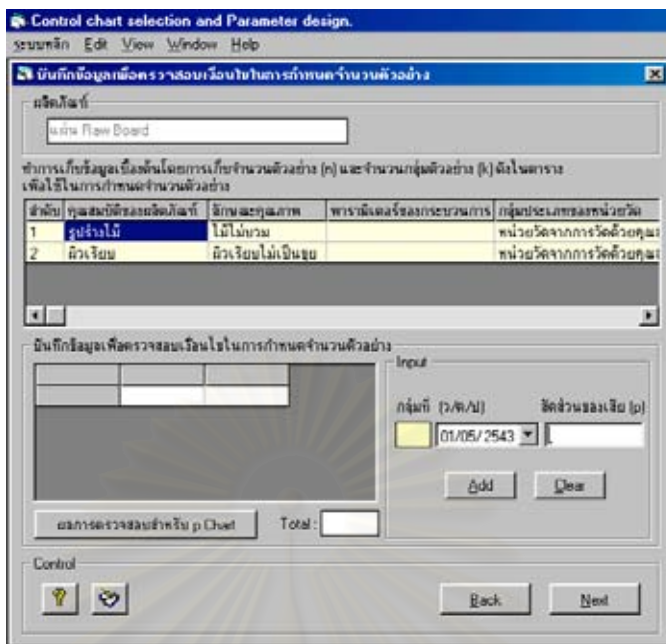 Control chart selection and Parameter design.
ระบบหลัก Edit View Window Help
บันทึกข้อมูลเพื่อตรวจสอบเงื่อนไขในการกำหนดจำนวนตัวอย่าง
ผลิตภัณฑ์
แผ่น Raw Board
ทำการเก็บข้อมูลเบื้องต้นโดยการเก็บจำนวนตัวอย่าง (n) และจำนวนกลุ่มตัวอย่าง (k) ดังในตาราง
เพื่อใช้ในการกำหนดจำนวนตัวอย่าง
ลำดับ คุณสมบัติของผลิตภัณฑ์ ลักษณะคุณภาพ พารามิเตอร์ของกระบวนการ กลุ่มประเภทของหน่วยวัด
1 รูปร่างไม้ ไม้ไม่บวม หน่วยวัดจากการวัดด้วยคุณ
2 ผิวเรียบ ผิวเรียบไม่เป็นขุย หน่วยวัดจากการวัดด้วยคุณ
บันทึกข้อมูลเพื่อตรวจสอบเงื่อนไขในการกำหนดจำนวนตัวอย่าง
Input
กลุ่มที่ (ว/ด/ป) สัดส่วนของเสีย (p)
01/05/2543
Add Clear
ผลการตรวจสอบสำหรับ p Chart Total :
Control
Back Next